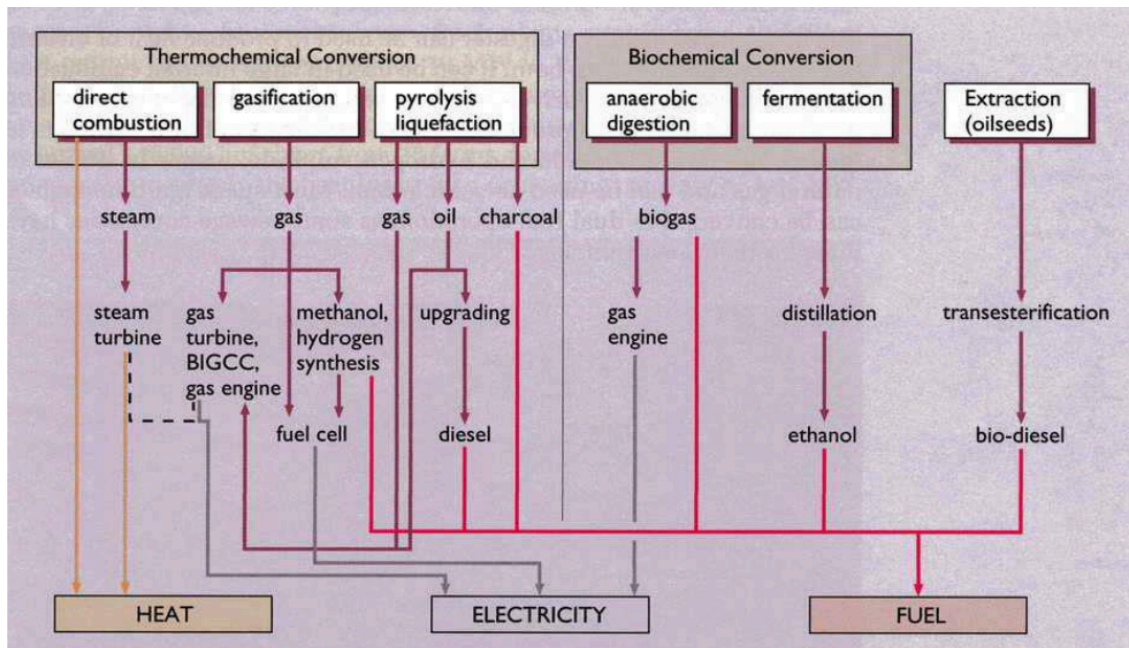 Thermochemical Conversion
Biochemical Conversion
direct
combustion
gasification
pyrolysis
liquefaction
anaerobic
digestion
fermentation
Extraction
(oilseeds)
steam
gas
gas
oil
charcoal
biogas
steam
turbine
gas
turbine,
BIGCC,
gas engine
methanol,
hydrogen
synthesis
upgrading
gas
engine
distillation
transesterification
fuel cell
diesel
ethanol
bio-diesel
HEAT
ELECTRICITY
FUEL